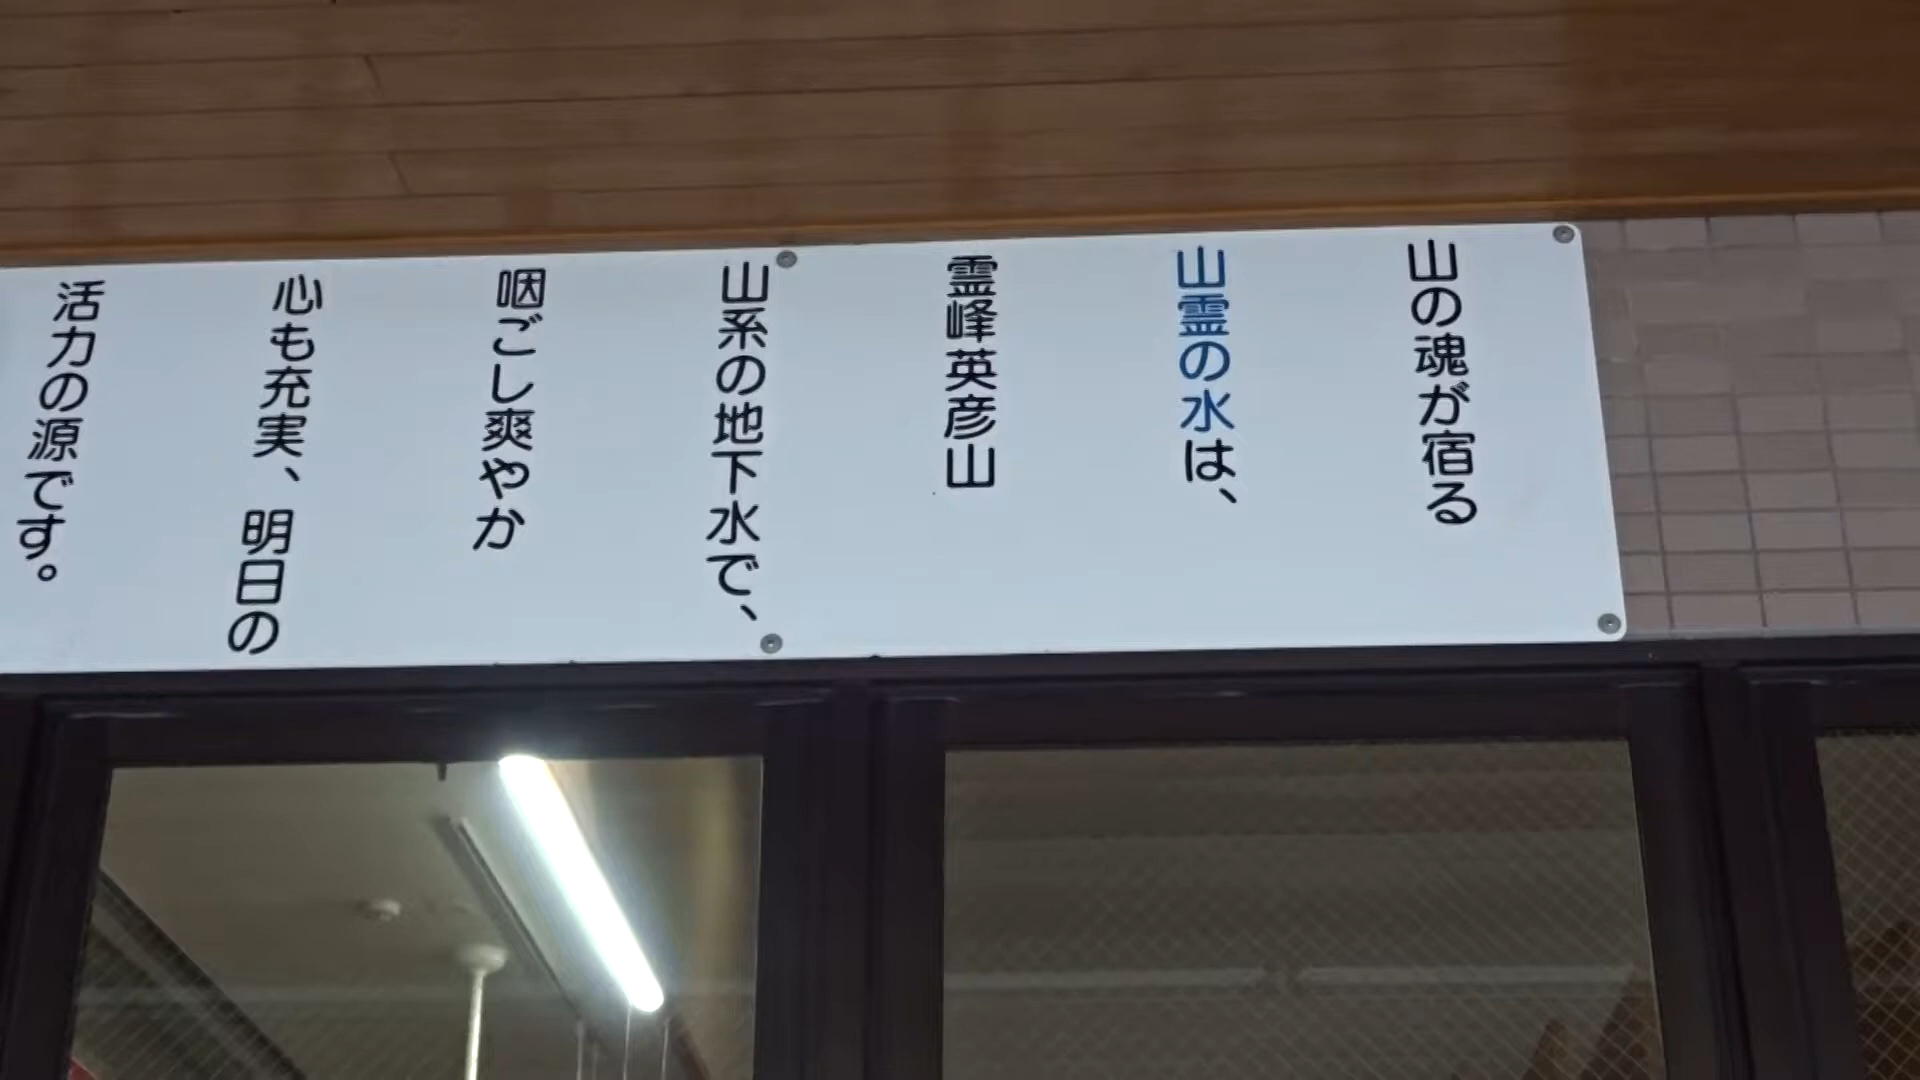 山の魂が宿る
山霊の水は、
霊峰英彦山
山系の地下水で、
咽ごし爽やか
心も充実、明日の
活力の源です。